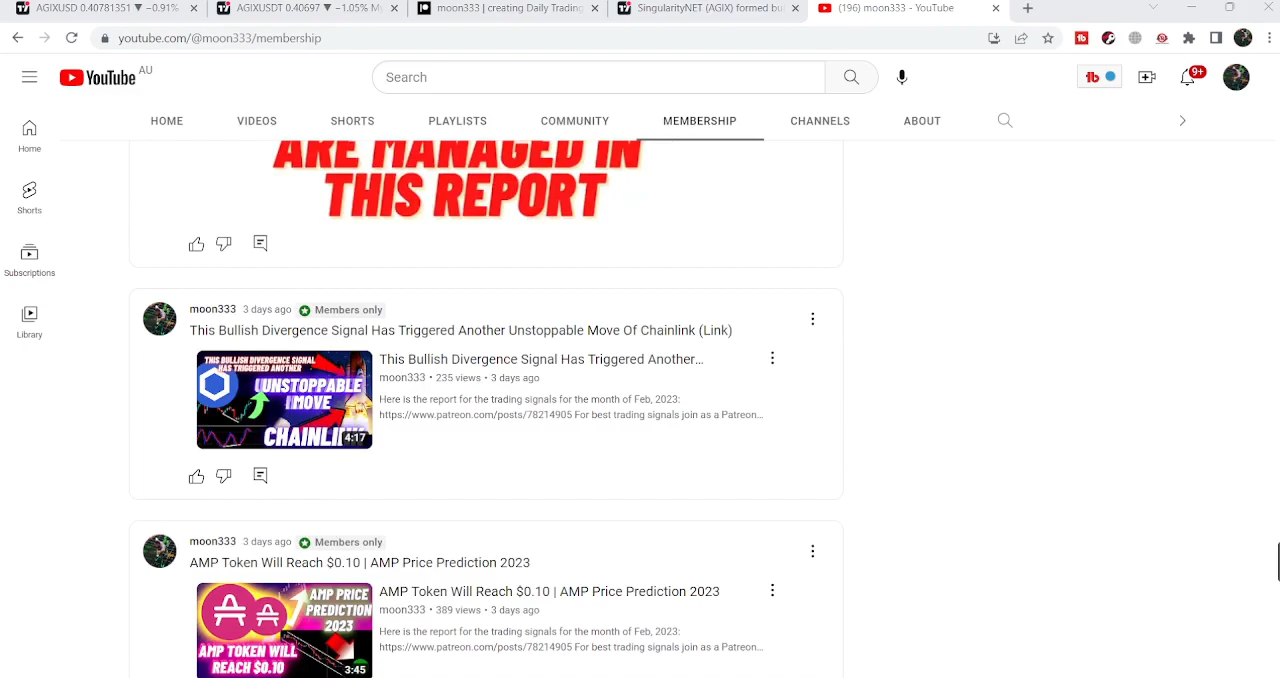 AGIXUSD 0.40781351 ▼ −0.91%
AGIXUSDT 0.40697 ▼ −1.05% My
moon333 | creating Daily Trading
SingularityNET (AGIX) formed bu
(196) moon333 - YouTube
youtube.com/@moon333/membership
YouTube AU
Search
9+
HOME
VIDEOS
SHORTS
PLAYLISTS
COMMUNITY
MEMBERSHIP
CHANNELS
ABOUT
Home
Shorts
Subscriptions
Library
ARE MANAGED IN
THIS REPORT
moon333 3 days ago Members only
This Bullish Divergence Signal Has Triggered Another Unstoppable Move Of Chainlink (Link)
THIS BULLISH DIVERGENCE SIGNAL
HAS TRIGGERED ANOTHER
UNSTOPPABLE
MOVE
CHAINLINK
4:17
This Bullish Divergence Signal Has Triggered Another...
moon333 • 235 views • 3 days ago
Here is the report for the trading signals for the month of Feb, 2023:
https://www.patreon.com/posts/78214905 For best trading signals join as a Patreon...
moon333 3 days ago Members only
AMP Token Will Reach $0.10 | AMP Price Prediction 2023
AMP PRICE
PREDICTION
2023
AMP TOKEN WILL
REACH $0.10
3:45
AMP Token Will Reach $0.10 | AMP Price Prediction 2023
moon333 • 389 views • 3 days ago
Here is the report for the trading signals for the month of Feb, 2023:
https://www.patreon.com/posts/78214905 For best trading signals join as a Patreon...